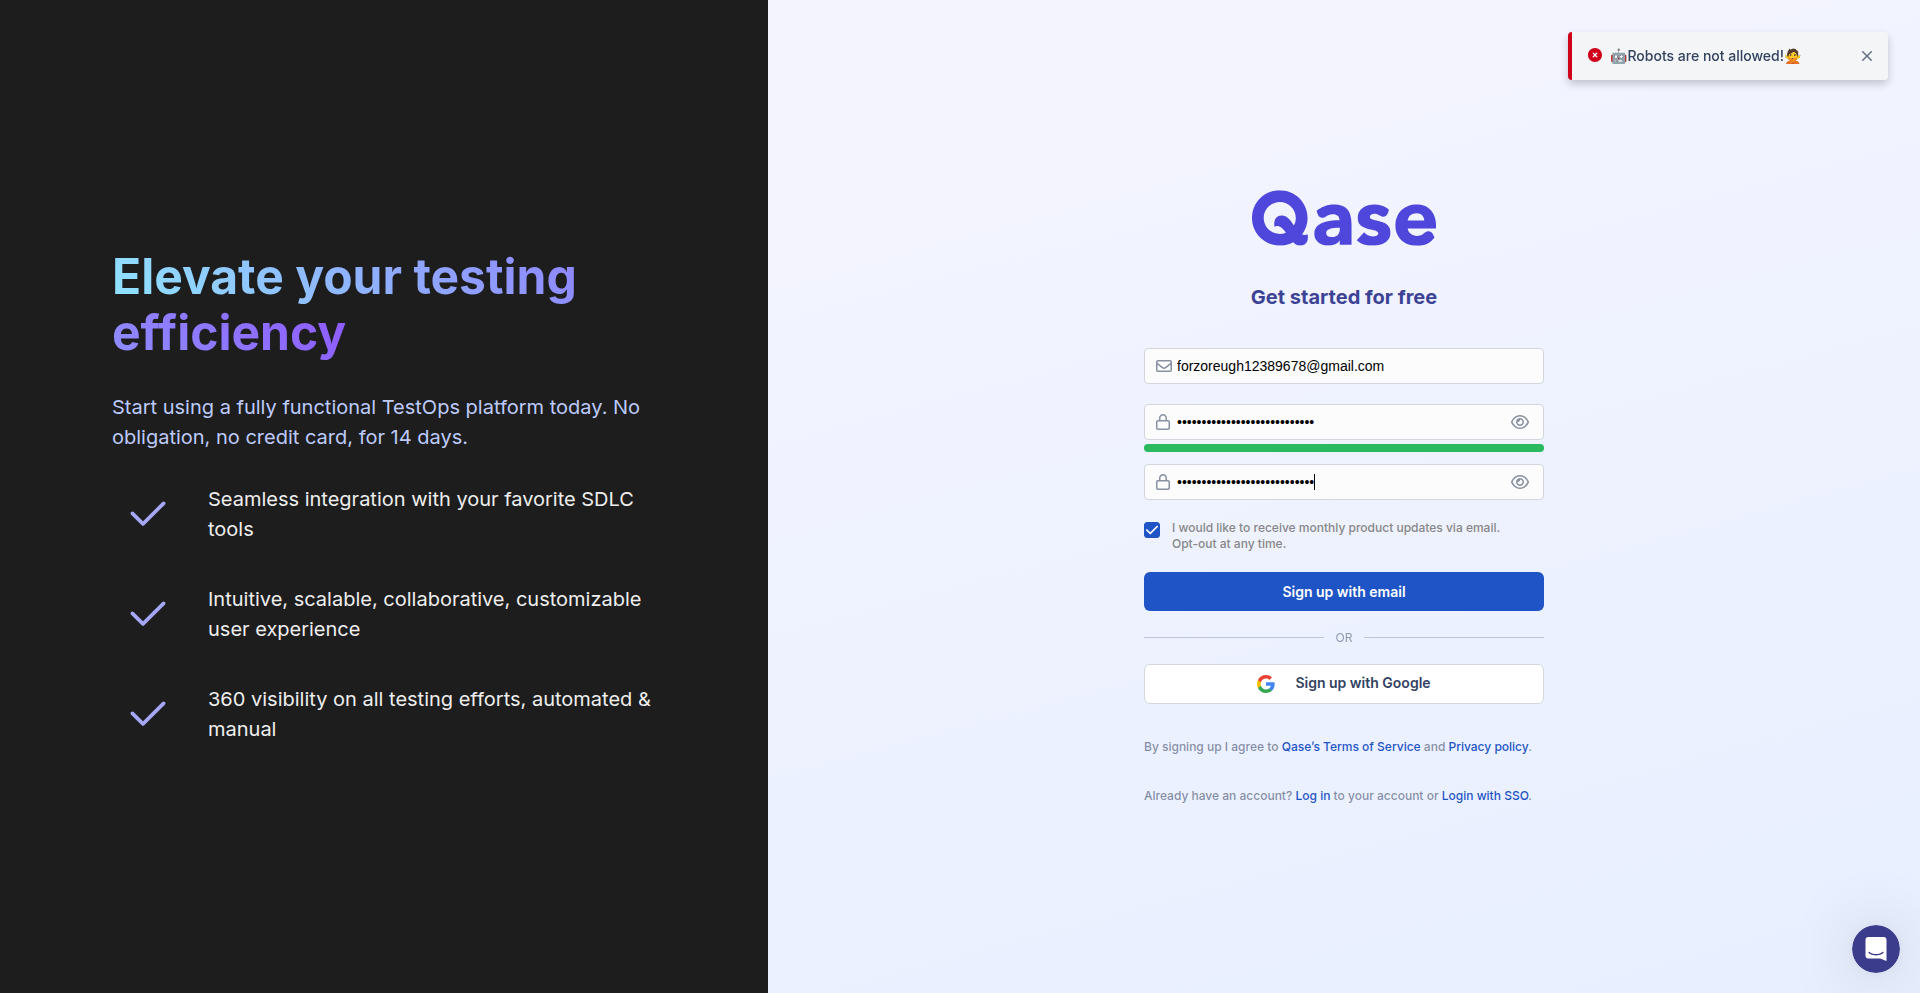 🤖Robots are not allowed!🙅
Elevate your testing
efficiency
Start using a fully functional TestOps platform today. No
obligation, no credit card, for 14 days.
Seamless integration with your favorite SDLC
tools
Intuitive, scalable, collaborative, customizable
user experience
360 visibility on all testing efforts, automated &
manual
Qase
Get started for free
forzoreugh12389678@gmail.com
••••••••••••••••••••••••••••
••••••••••••••••••••••••••••
I would like to receive monthly product updates via email.
Opt-out at any time.
Sign up with email
OR
Sign up with Google
By signing up I agree to Qase's Terms of Service and Privacy policy.
Already have an account? Log in to your account or Login with SSO.